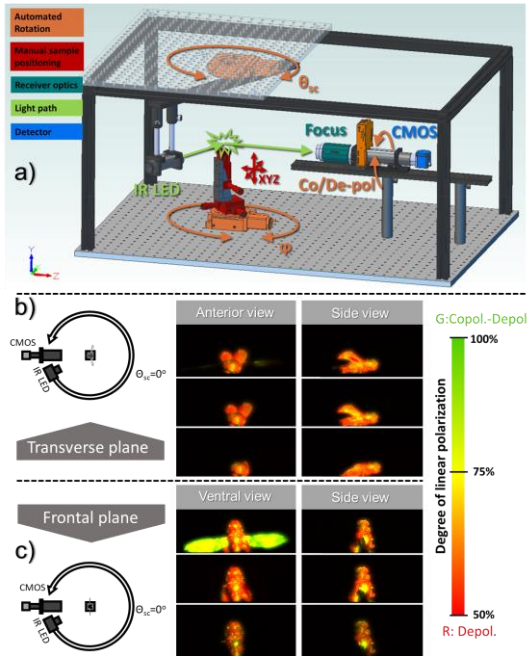 Automated
Rotation
Manual sample
positioning
Receiver optics
Light path
Detector
θsc
Focus
CMOS
IR LED
XYZ
Co/De-pol
a)
φ
Y
X
Z
b)
G:Copol.-Depol
Anterior view
Side view
100%
CMOS
IR LED
Θsc=0°
Transverse plane
Degree of linear polarization
75%
Frontal plane
Ventral view
Side view
c)
CMOS
IR LED
Θsc=0°
50%
R: Depol.